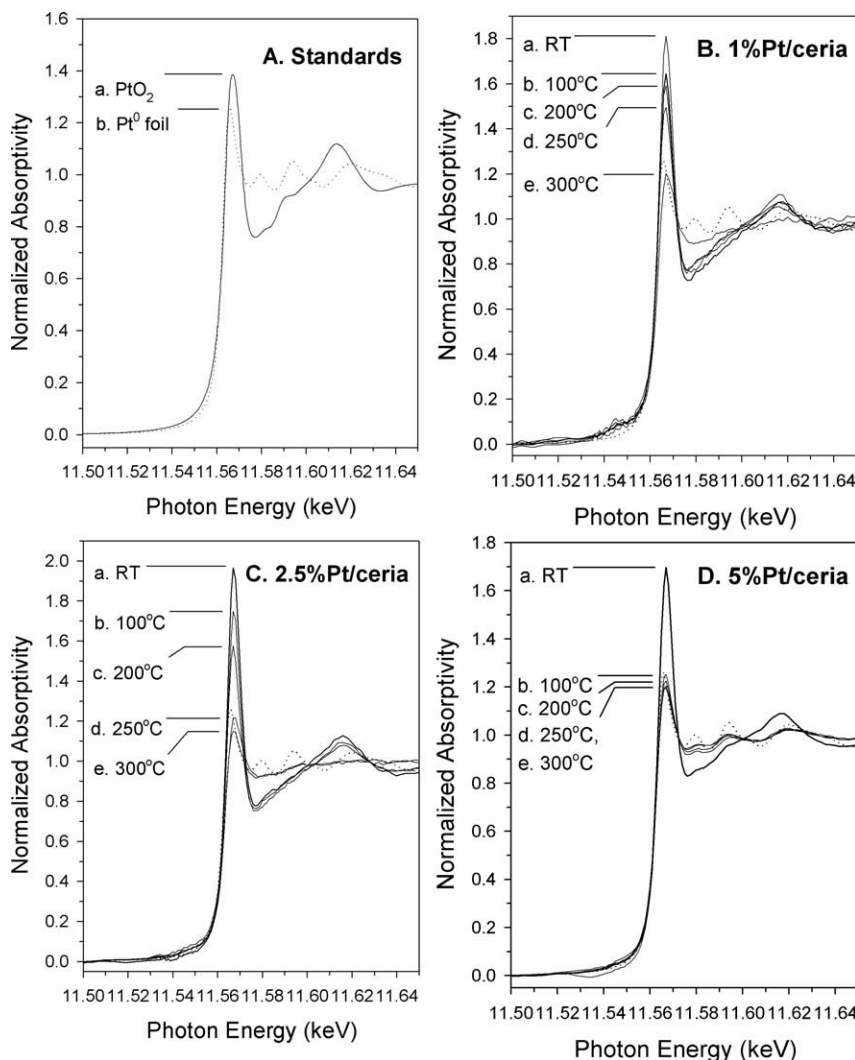 A. Standards
a. PtO₂
b. Pt⁰ foil
Normalized Absorptivity
1.6
1.4
1.2
1.0
0.8
0.6
0.4
0.2
0.0
11.50 11.52 11.54 11.56 11.58 11.60 11.62 11.64
Photon Energy (keV)
B. 1%Pt/ceria
a. RT
b. 100°C
c. 200°C
d. 250°C
e. 300°C
Normalized Absorptivity
1.8
1.6
1.4
1.2
1.0
0.8
0.6
0.4
0.2
0.0
11.50 11.52 11.54 11.56 11.58 11.60 11.62 11.64
Photon Energy (keV)
C. 2.5%Pt/ceria
a. RT
b. 100°C
c. 200°C
d. 250°C
e. 300°C
Normalized Absorptivity
2.0
1.8
1.6
1.4
1.2
1.0
0.8
0.6
0.4
0.2
0.0
11.50 11.52 11.54 11.56 11.58 11.60 11.62 11.64
Photon Energy (keV)
D. 5%Pt/ceria
a. RT
b. 100°C
c. 200°C
d. 250°C,
e. 300°C
Normalized Absorptivity
1.8
1.6
1.4
1.2
1.0
0.8
0.6
0.4
0.2
0.0
11.50 11.52 11.54 11.56 11.58 11.60 11.62 11.64
Photon Energy (keV)